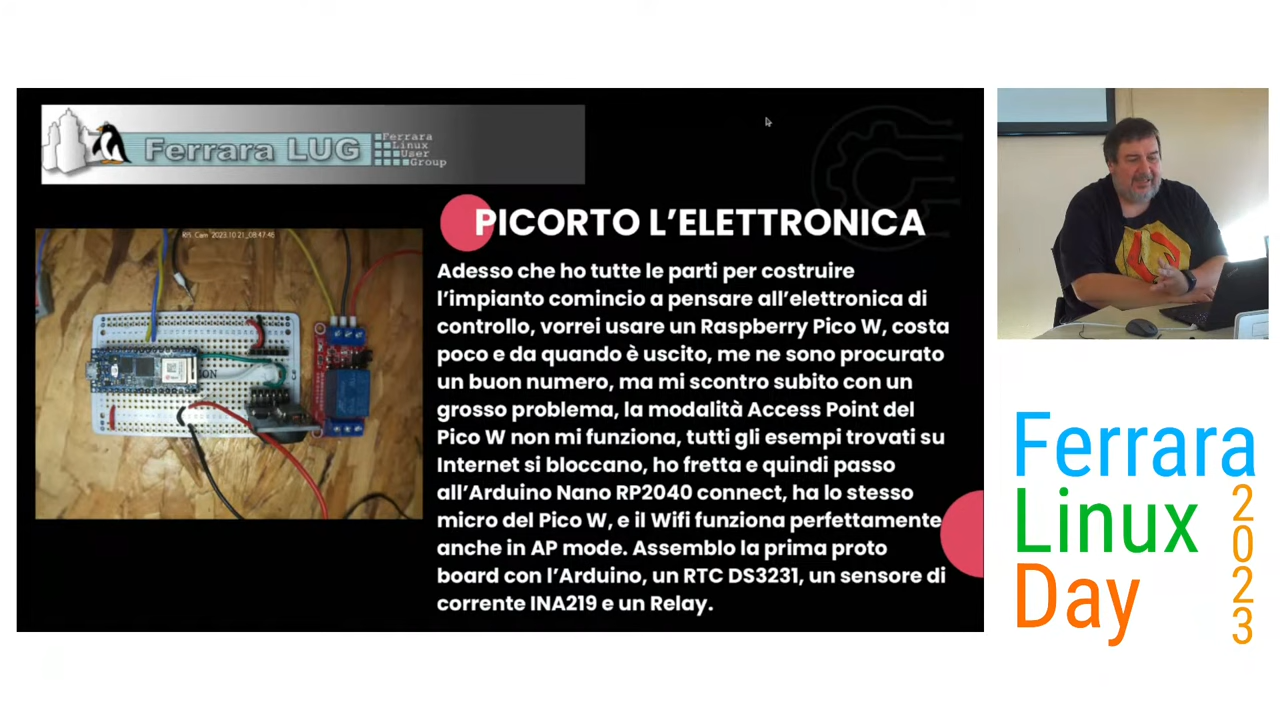 Ferrara LUG
Ferrara
Linux
User
Group
PICORTO L’ELETTRONICA
Adesso che ho tutte le parti per costruire
l’impianto comincio a pensare all’elettronica di
controllo, vorrei usare un Raspberry Pico W, costa
poco e da quando è uscito, me ne sono procurato
un buon numero, ma mi scontro subito con un
grosso problema, la modalità Access Point del
Pico W non mi funziona, tutti gli esempi trovati su
Internet si bloccano, ho fretta e quindi passo
all’Arduino Nano RP2040 connect, ha lo stesso
micro del Pico W, e il Wifi funziona perfettamente
anche in AP mode. Assemblo la prima proto
board con l’Arduino, un RTC DS3231, un sensore di
corrente INA219 e un Relay.
Ferrara
Linux
Day
2023